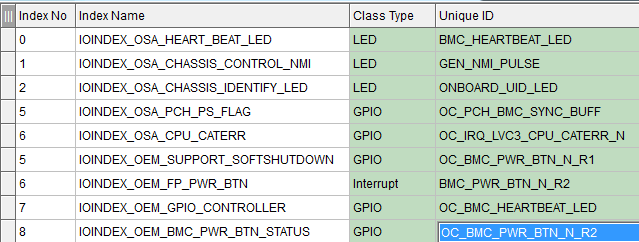 Index No Index Name Class Type Unique ID
0 IOINDEX_OSA_HEART_BEAT_LED LED BMC_HEARTBEAT_LED
1 IOINDEX_OSA_CHASSIS_CONTROL_NMI LED GEN_NMI_PULSE
2 IOINDEX_OSA_CHASSIS_IDENTIFY_LED LED ONBOARD_UID_LED
5 IOINDEX_OSA_PCH_PS_FLAG GPIO OC_PCH_BMC_SYNC_BUFF
6 IOINDEX_OSA_CPU_CATERR GPIO OC_IRQ_LVC3_CPU_CATERR_N
5 IOINDEX_OEM_SUPPORT_SOFTSHUTDOWN GPIO OC_BMC_PWR_BTN_N_R1
6 IOINDEX_OEM_FP_PWR_BTN Interrupt BMC_PWR_BTN_N_R2
7 IOINDEX_OEM_GPIO_CONTROLLER GPIO OC_BMC_HEARTBEAT_LED
8 IOINDEX_OEM_BMC_PWR_BTN_STATUS GPIO OC_BMC_PWR_BTN_N_R2